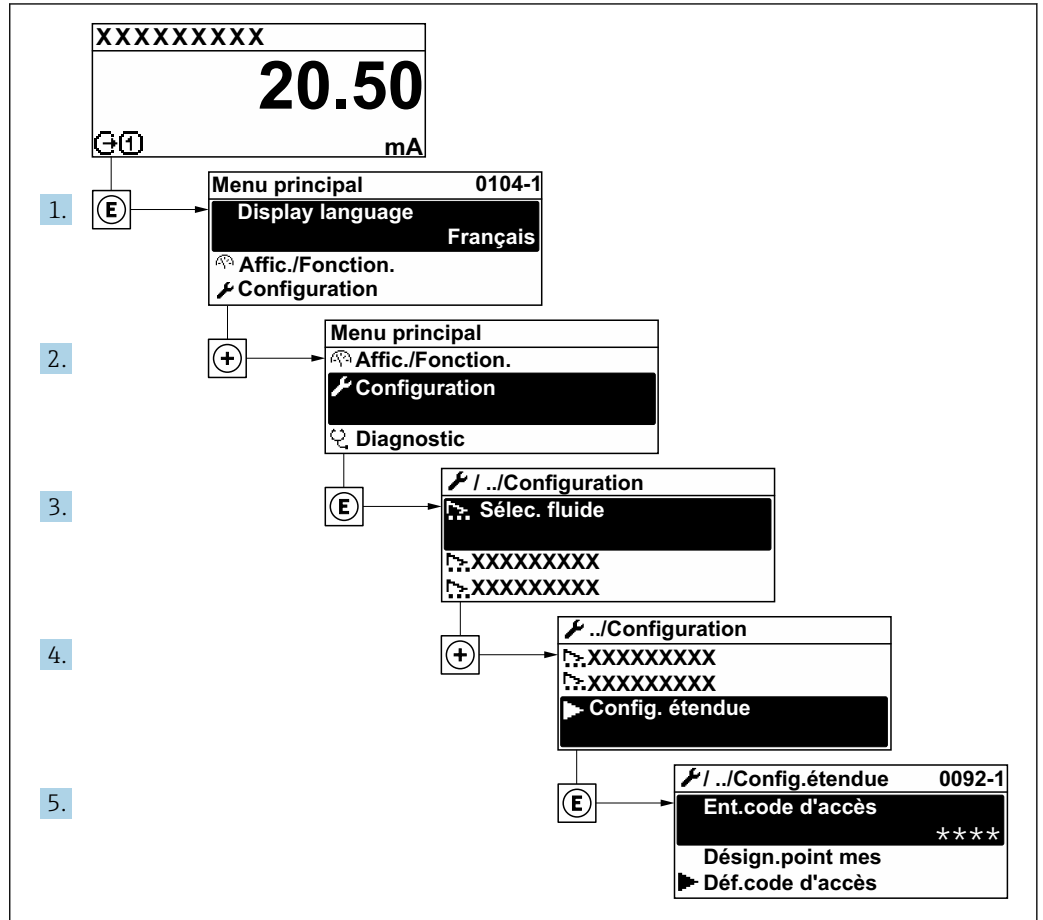 XXXXXXXXX
20.50
1
mA
1.
E
Menu principal 0104-1
Display language
Français
Affic./Fonction.
Configuration
2.
+
Menu principal
Affic./Fonction.
Configuration
Diagnostic
3.
E
/ ../Configuration
Sélec. fluide
XXXXXXXXX
XXXXXXXXX
4.
+
../Configuration
XXXXXXXXX
XXXXXXXXX
Config. étendue
5.
E
/ ../Config.étendue 0092-1
Ent.code d'accès
****
Désign.point mes
Déf.code d'accès